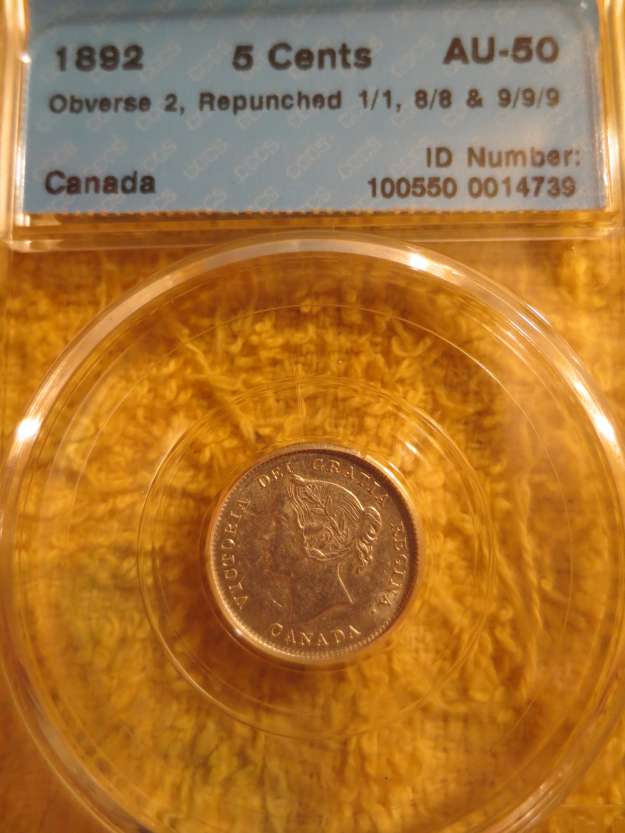 1892 5 Cents AU-50
Obverse 2, Repunched 1/1, 8/8 & 9/9/9
ID Number:
Canada 100550 0014739
VICTORIA DEI GRATIA REGINA.
CANADA